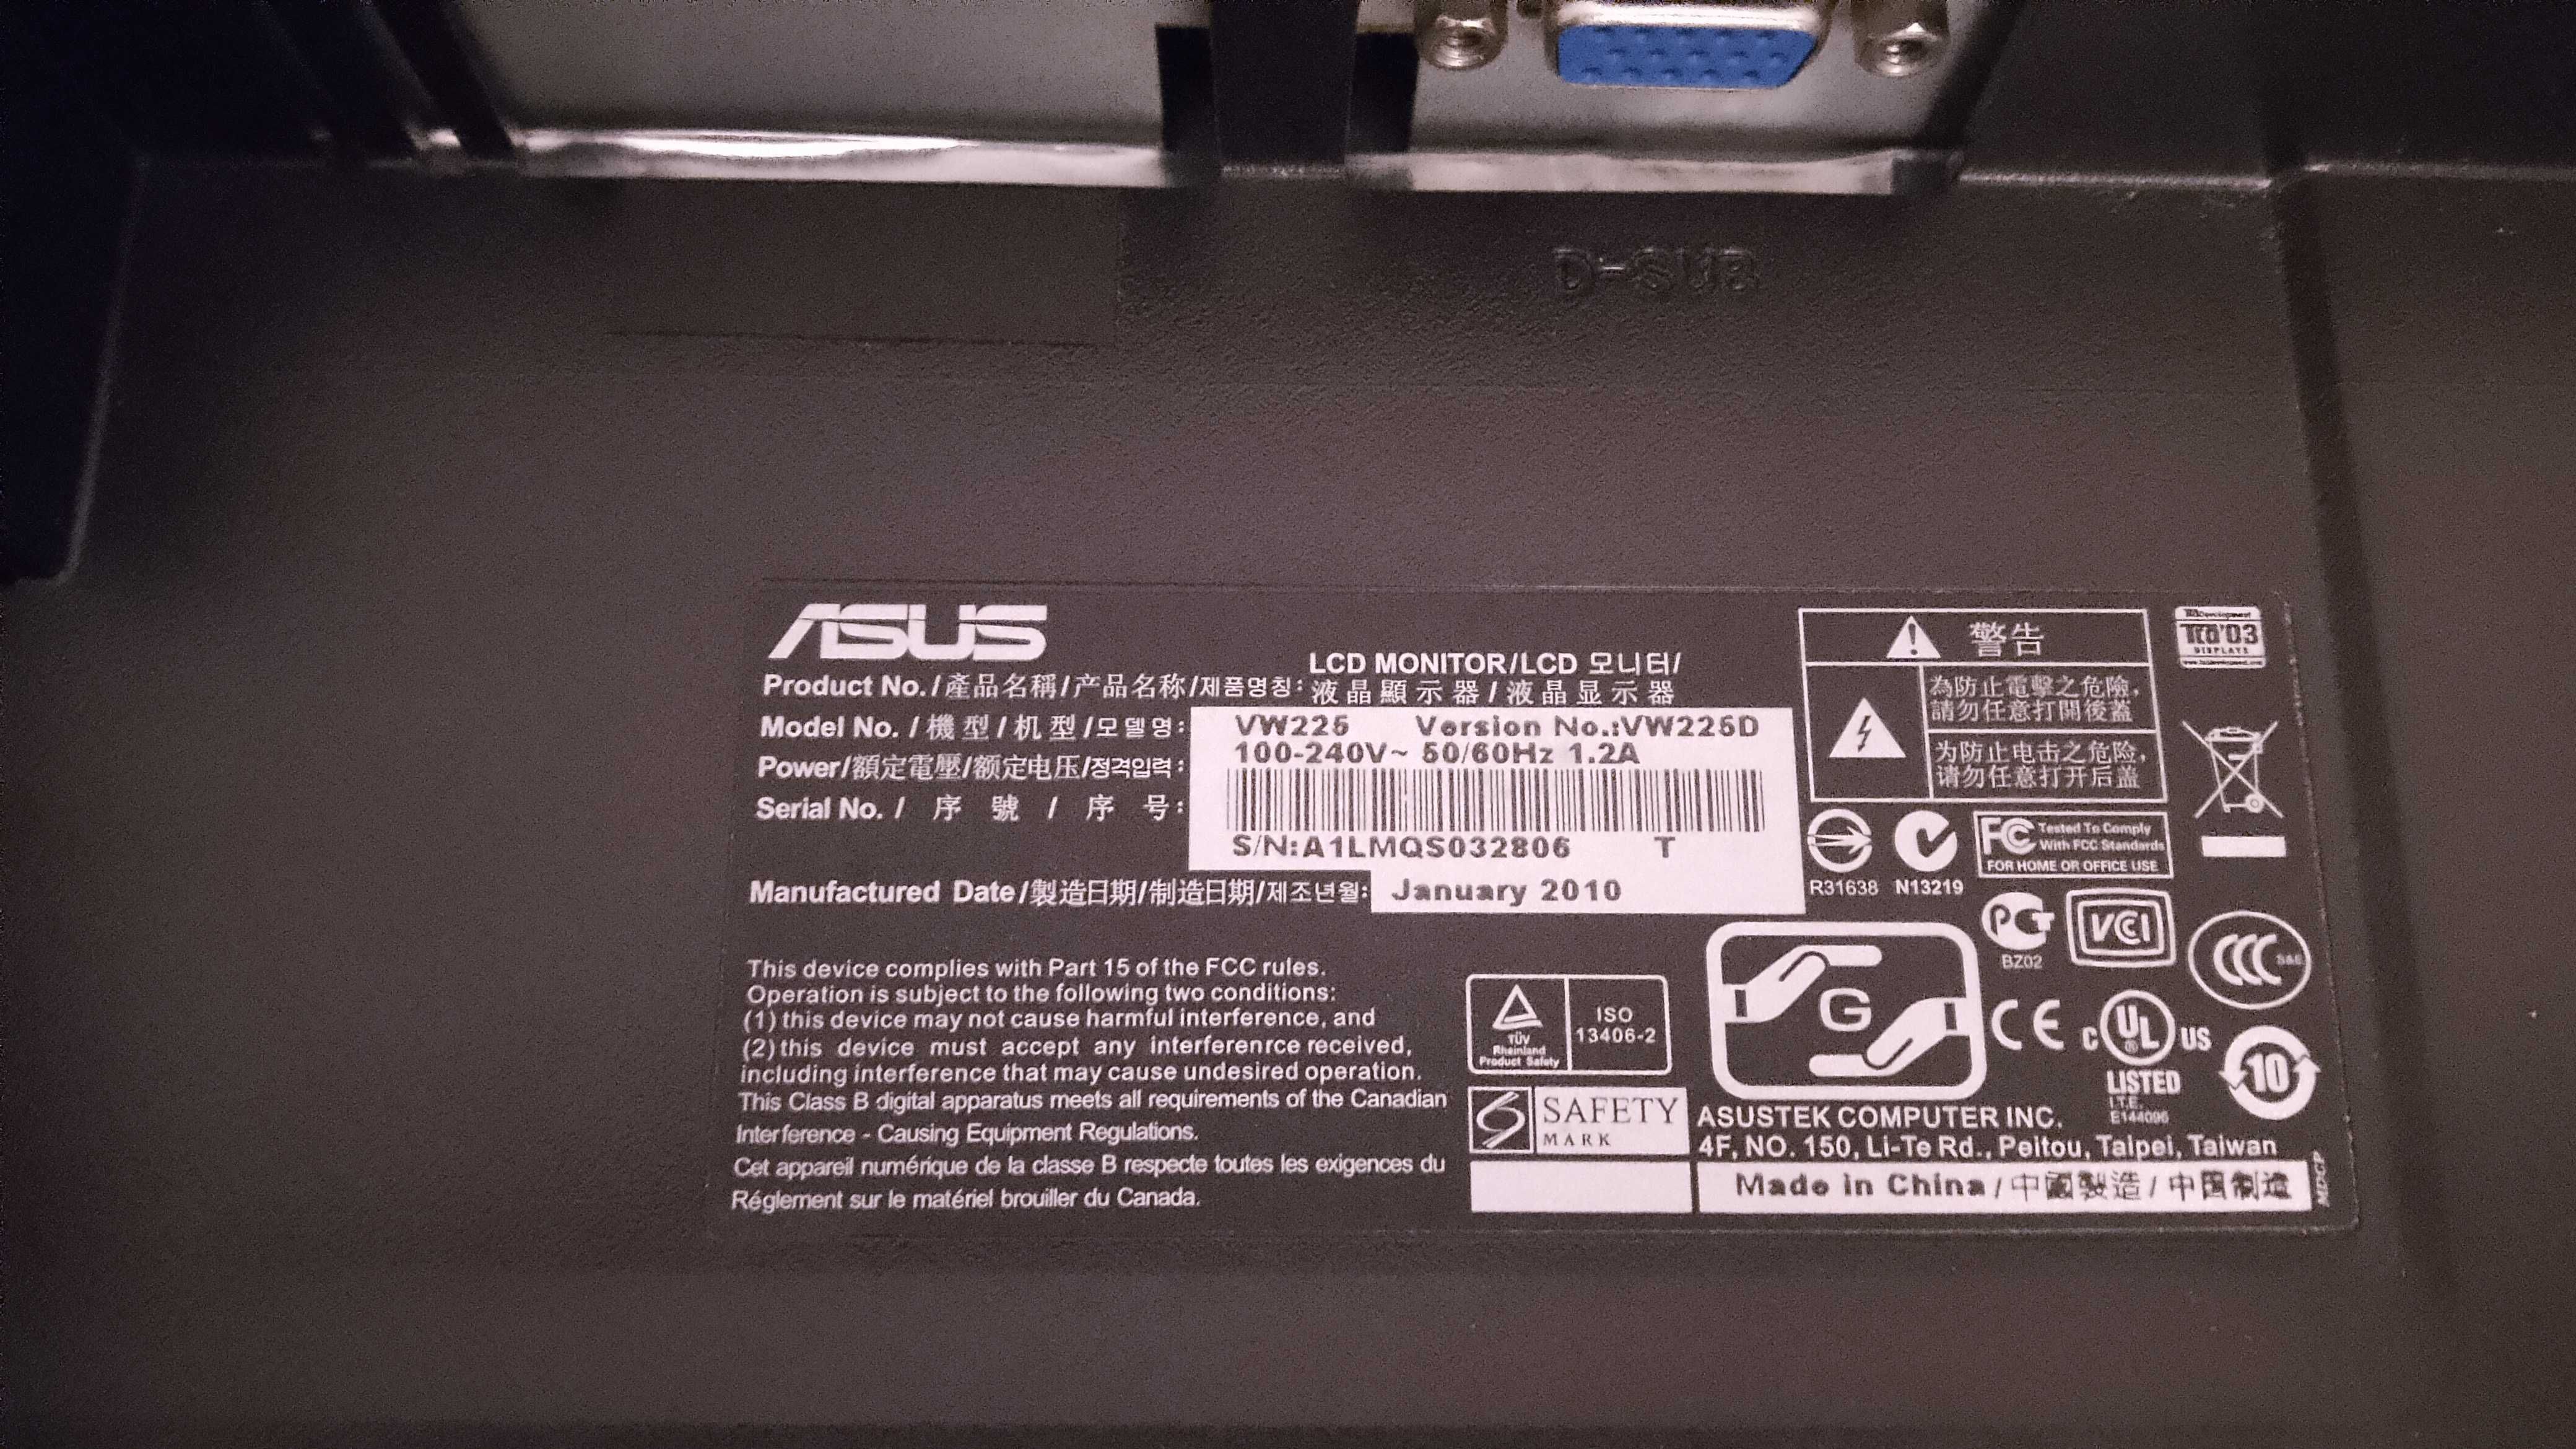 D-SUB
ASUS
LCD MONITOR/LCD 모니터/
Product No./產品名稱/产品名称/제품명칭: 液晶顯示器/液晶显示器
Model No./機型/机型/모델명: VW225 Version No.:VW225D
Power/額定電壓/额定电压/정격입력: 100-240V~ 50/60Hz 1.2A
Serial No./ 序號 / 序号:
S/N:A1LMQS032806 T
Manufactured Date/製造日期/制造日期/제조년월: January 2010
This device complies with Part 15 of the FCC rules.
Operation is subject to the following two conditions:
(1) this device may not cause harmful interference, and
(2) this device must accept any interferenrce received,
including interference that may cause undesired operation.
This Class B digital apparatus meets all requirements of the Canadian
Interference - Causing Equipment Regulations.
Cet appareil numérique de la classe B respecte toutes les exigences du
Réglement sur le matériel brouiller du Canada.
警告
為防止電擊之危險,
請勿任意打開後蓋
为防止电击之危险,
请勿任意打开后盖
TCO'03
DISPLAYS
R31638
N13219
FC Tested To Comply
With FCC Standards
FOR HOME OR OFFICE USE
PCT
BZ02
VCI
CCC
S&E
TÜV
Rheinland
Product Safety
ISO
13406-2
G
CE
C UL US
®
LISTED
I.T.E.
E144096
10
SAFETY
MARK
ASUSTEK COMPUTER INC.
4F, NO. 150, Li-Te Rd., Peitou, Taipei, Taiwan
Made in China/中國製造/中国制造